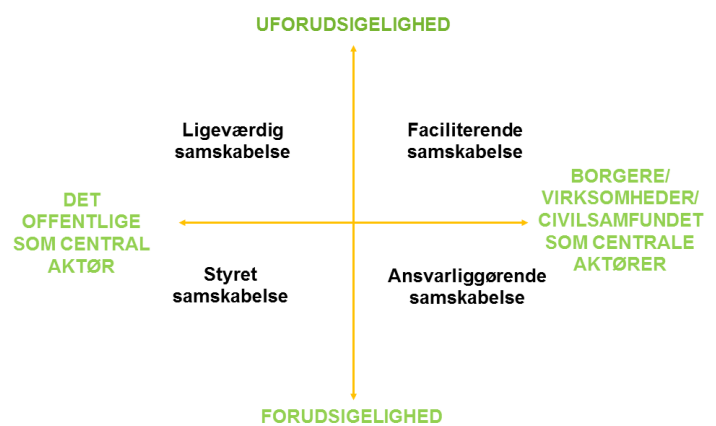 UFORUDSIGELIGHED
Ligeværdig
samskabelse
Faciliterende
samskabelse
DET
OFFENTLIGE
SOM CENTRAL
AKTØR
BORGERE/
VIRKSOMHEDER/
CIVILSAMFUNDET
SOM CENTRALE
AKTØRER
Styret
samskabelse
Ansvarliggørende
samskabelse
FORUDSIGELIGHED